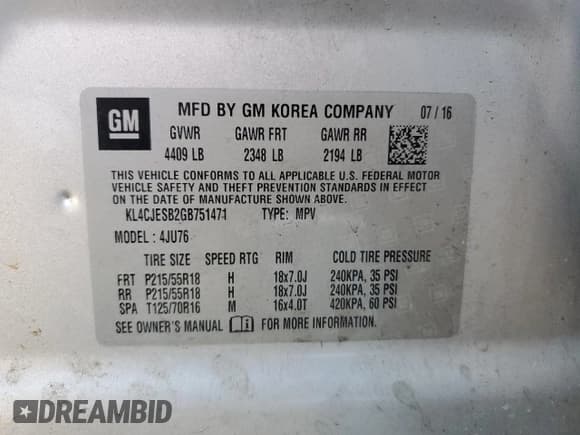 GM
MFD BY GM KOREA COMPANY 07 / 16
GVWR GAWR FRT GAWR RR
4409 LB 2348 LB 2194 LB
THIS VEHICLE CONFORMS TO ALL APPLICABLE U.S. FEDERAL MOTOR
VEHICLE SAFETY AND THEFT PREVENTION STANDARDS IN EFFECT
ON THE DATE OF MANUFACTURE SHOWN ABOVE.
KL4CJESB2GB751471 TYPE: MPV
MODEL : 4JU76
TIRE SIZE SPEED RTG RIM COLD TIRE PRESSURE
FRT P215/55R18 H 18x7.0J 240KPA, 35 PSI
RR P215/55R18 H 18x7.0J 240KPA, 35 PSI
SPA T125/70R16 M 16x4.0T 420KPA, 60 PSI
SEE OWNER'S MANUAL FOR MORE INFORMATION.
DREAMBID